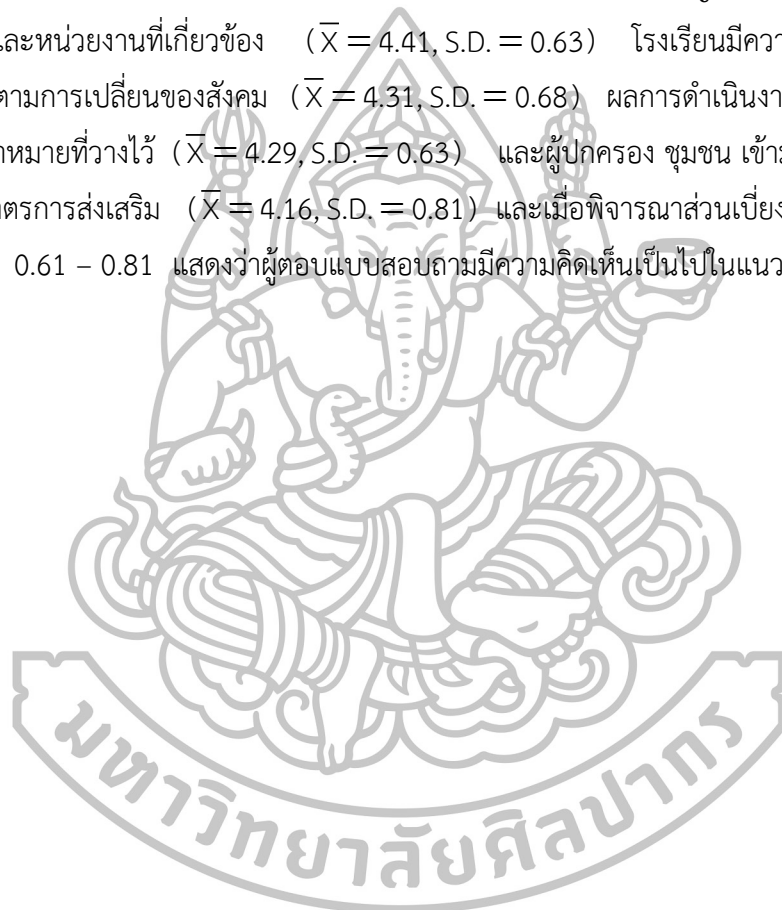 และหน่วยงานที่เกี่ยวข้อง (X̅ = 4.41, S.D. = 0.63) โรงเรียนมีควา
ตามการเปลี่ยนของสังคม (X̅ = 4.31, S.D. = 0.68) ผลการดำเนินงา
าหมายที่วางไว้ (X̅ = 4.29, S.D. = 0.63) และผู้ปกครอง ชุมชน เข้า
ตรการส่งเสริม (X̅ = 4.16, S.D. = 0.81) และเมื่อพิจารณาส่วนเบี่ยง
0.61 – 0.81 แสดงว่าผู้ตอบแบบสอบถามมีความคิดเห็นเป็นไปในแนว
มหาวิทยาลัยศิลปากร